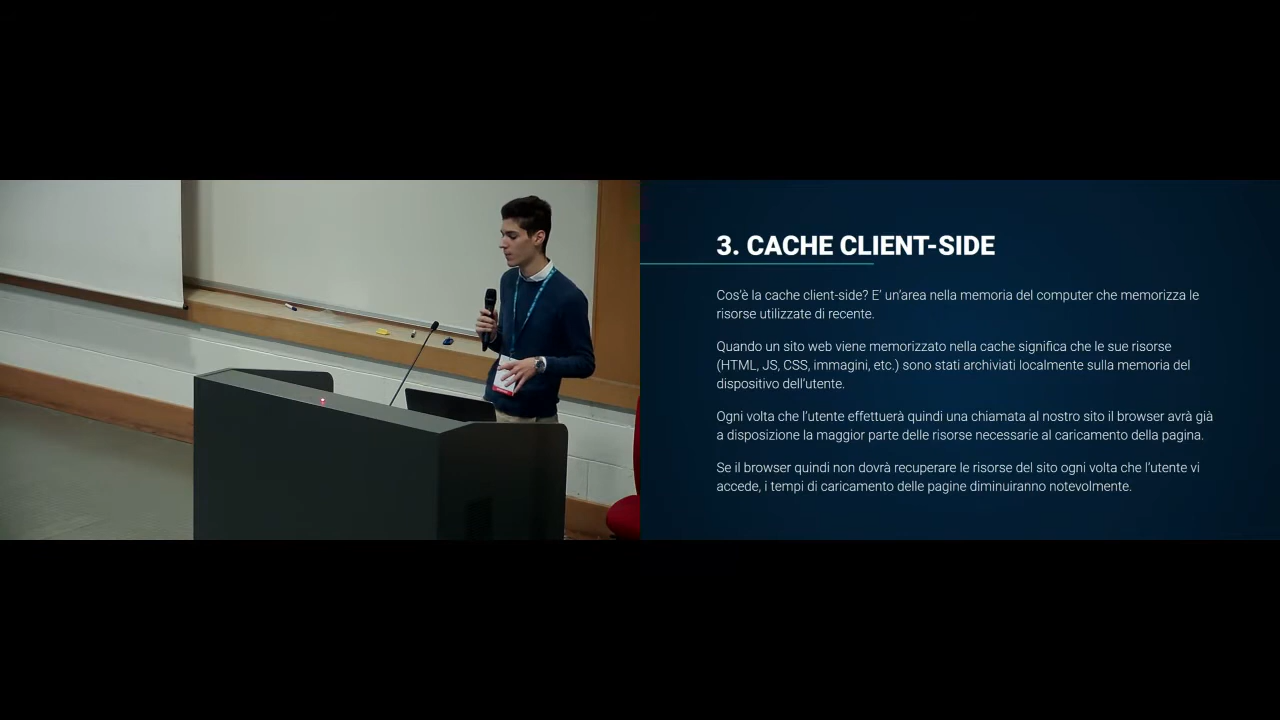 3. CACHE CLIENT-SIDE
Cos'è la cache client-side? E' un'area nella memoria del computer che memorizza le
risorse utilizzate di recente.
Quando un sito web viene memorizzato nella cache significa che le sue risorse
(HTML, JS, CSS, immagini, etc.) sono stati archiviati localmente sulla memoria del
dispositivo dell'utente.
Ogni volta che l'utente effettuerà quindi una chiamata al nostro sito il browser avrà già
a disposizione la maggior parte delle risorse necessarie al caricamento della pagina.
Se il browser quindi non dovrà recuperare le risorse del sito ogni volta che l'utente vi
accede, i tempi di caricamento delle pagine diminuiranno notevolmente.